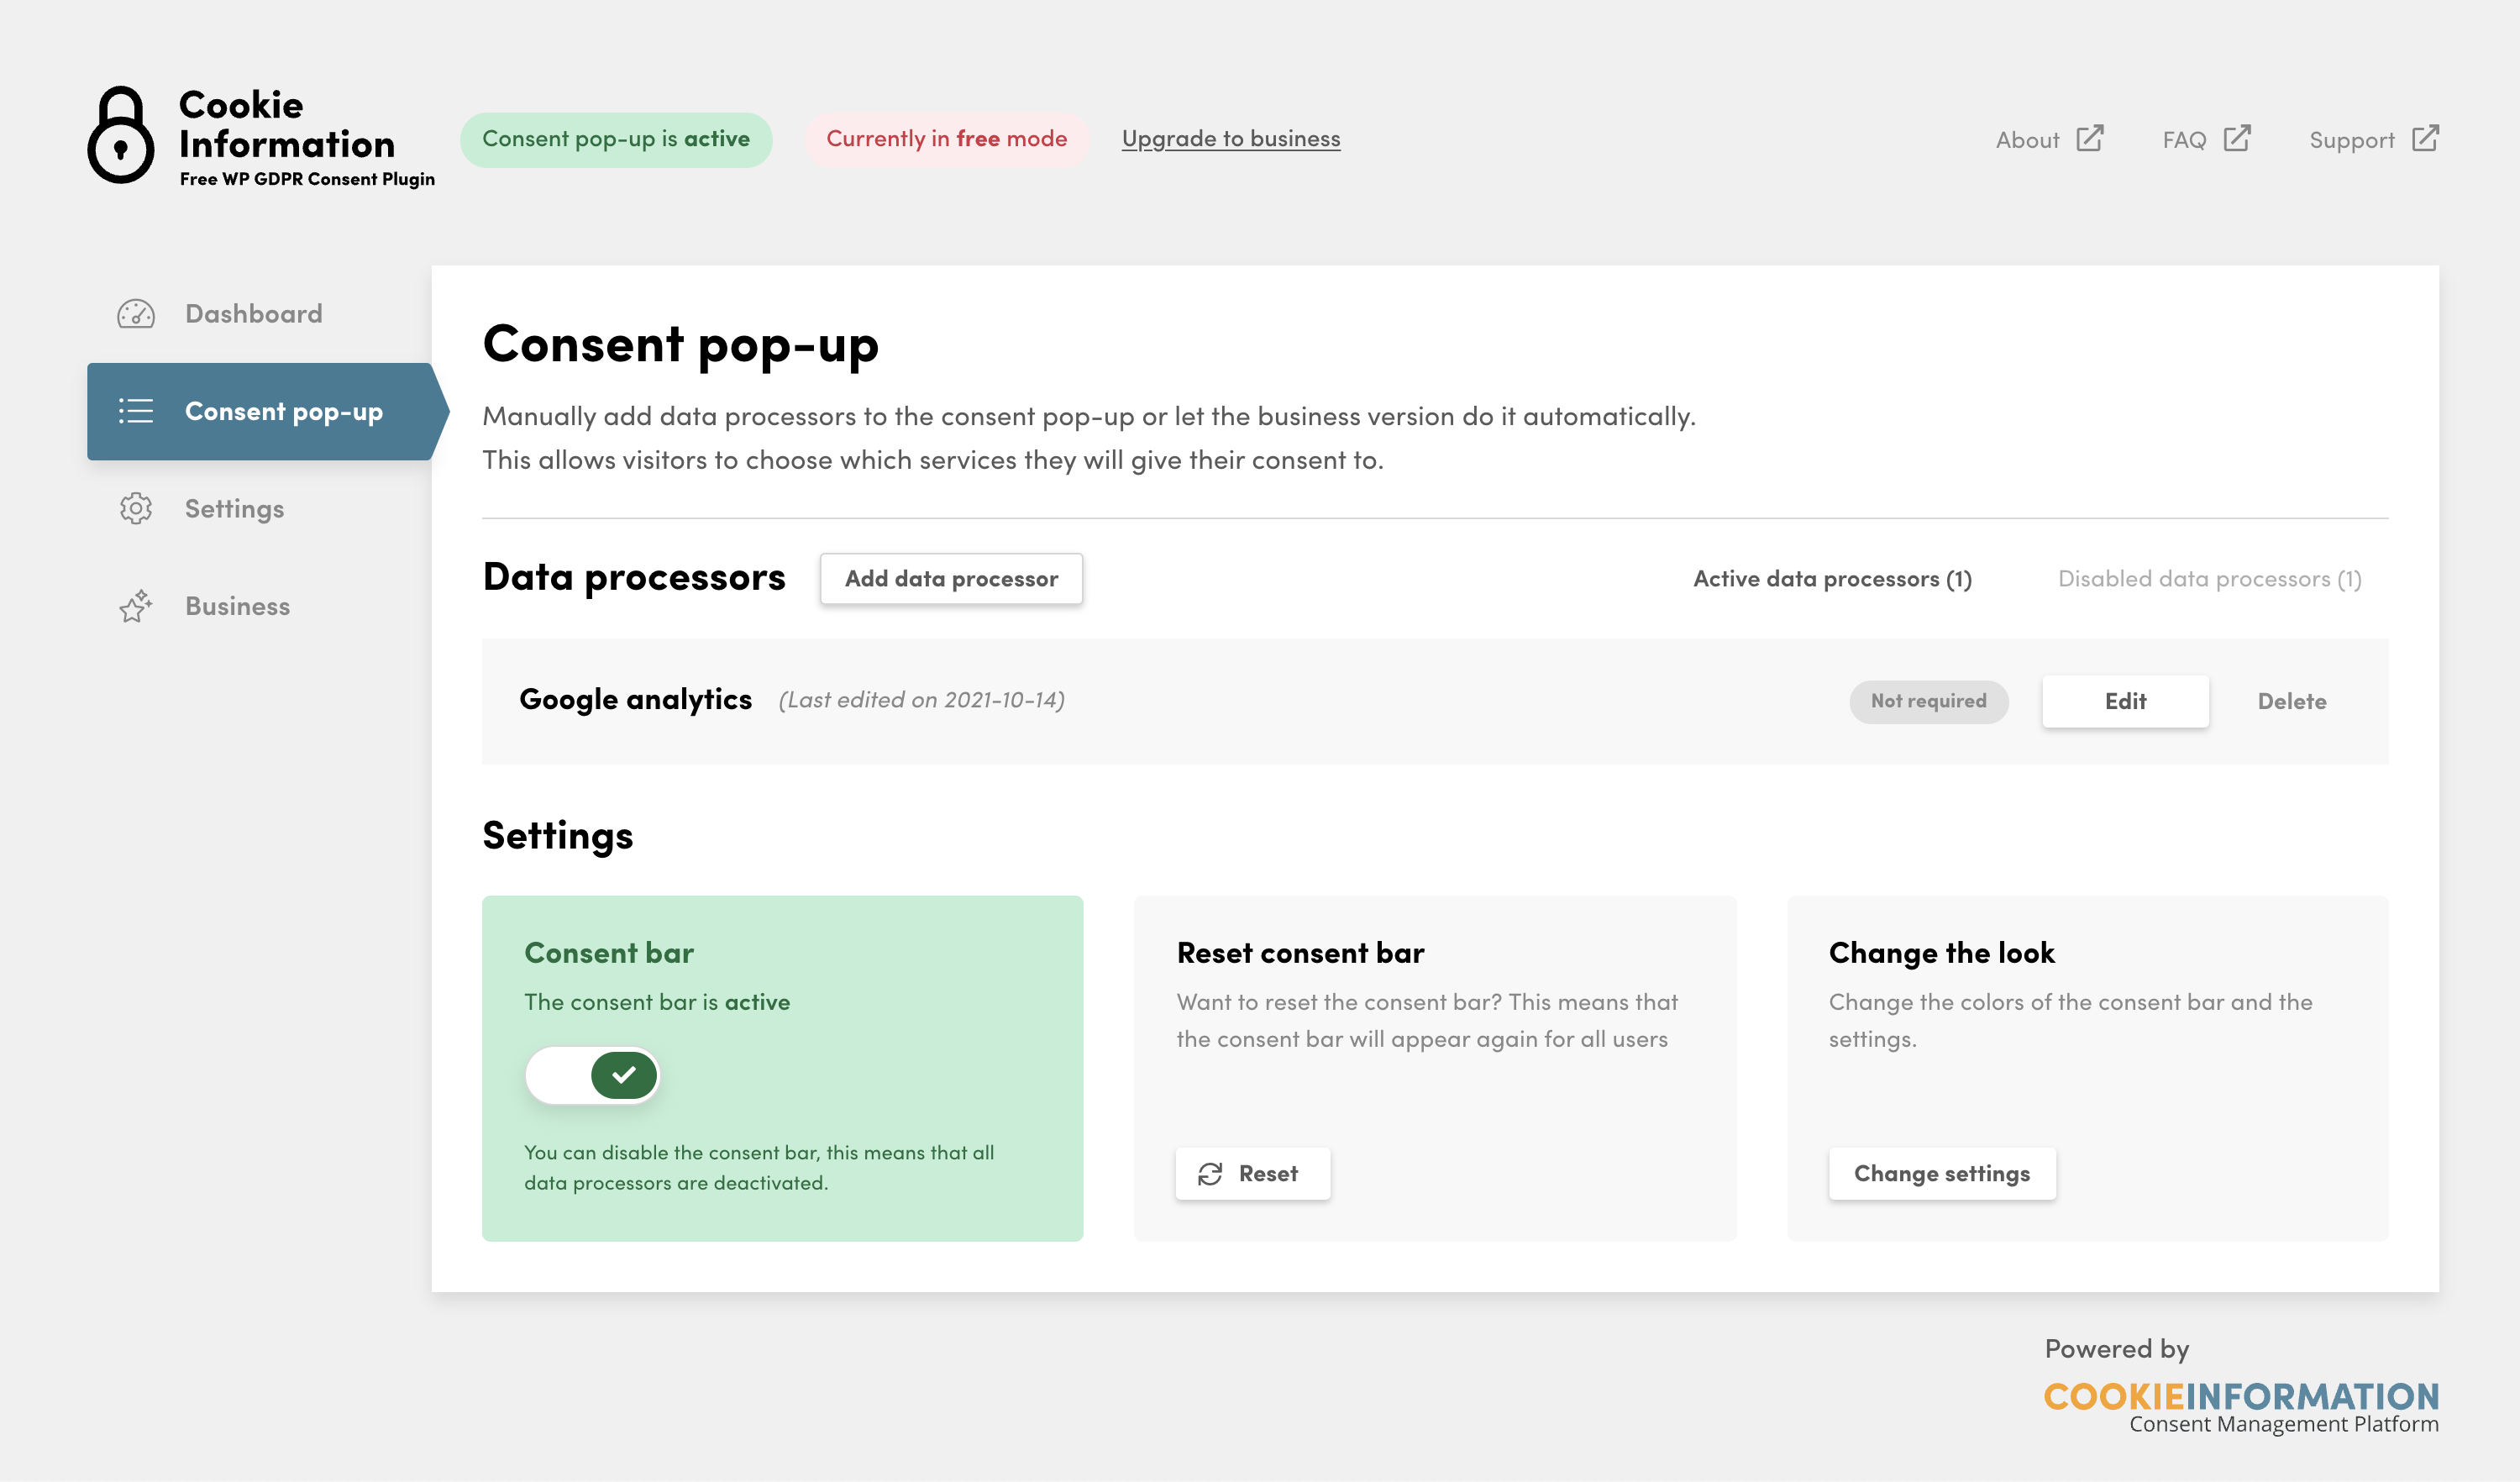 Cookie
Information
Free WP GDPR Consent Plugin
Consent pop-up is active
Currently in free mode
Upgrade to business
About
FAQ
Support
Dashboard
Consent pop-up
Settings
Business
Consent pop-up
Manually add data processors to the consent pop-up or let the business version do it automatically.
This allows visitors to choose which services they will give their consent to.
Data processors
Add data processor
Active data processors (1)
Disabled data processors (1)
Google analytics
(Last edited on 2021-10-14)
Not required
Edit
Delete
Settings
Consent bar
The consent bar is active
You can disable the consent bar, this means that all
data processors are deactivated.
Reset consent bar
Want to reset the consent bar? This means that
the consent bar will appear again for all users
Reset
Change the look
Change the colors of the consent bar and the
settings.
Change settings
Powered by
COOKIEINFORMATION
Consent Management Platform